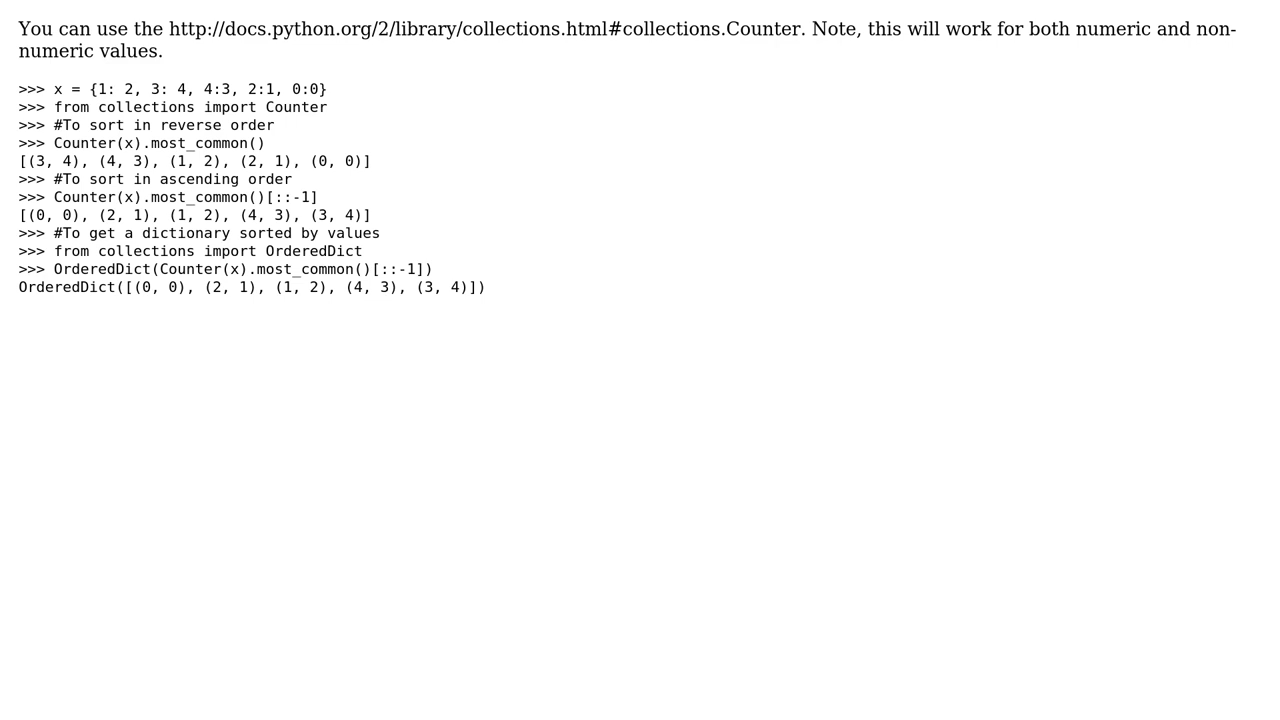 You can use the http://docs.python.org/2/library/collections.html#collections.Counter. Note, this will work for both numeric and non-
numeric values.
>>> x = {1: 2, 3: 4, 4:3, 2:1, 0:0}
>>> from collections import Counter
>>> #To sort in reverse order
>>> Counter(x).most_common()
[(3, 4), (4, 3), (1, 2), (2, 1), (0, 0)]
>>> #To sort in ascending order
>>> Counter(x).most_common()[::-1]
[(0, 0), (2, 1), (1, 2), (4, 3), (3, 4)]
>>> #To get a dictionary sorted by values
>>> from collections import OrderedDict
>>> OrderedDict(Counter(x).most_common()[::-1])
OrderedDict([(0, 0), (2, 1), (1, 2), (4, 3), (3, 4)])